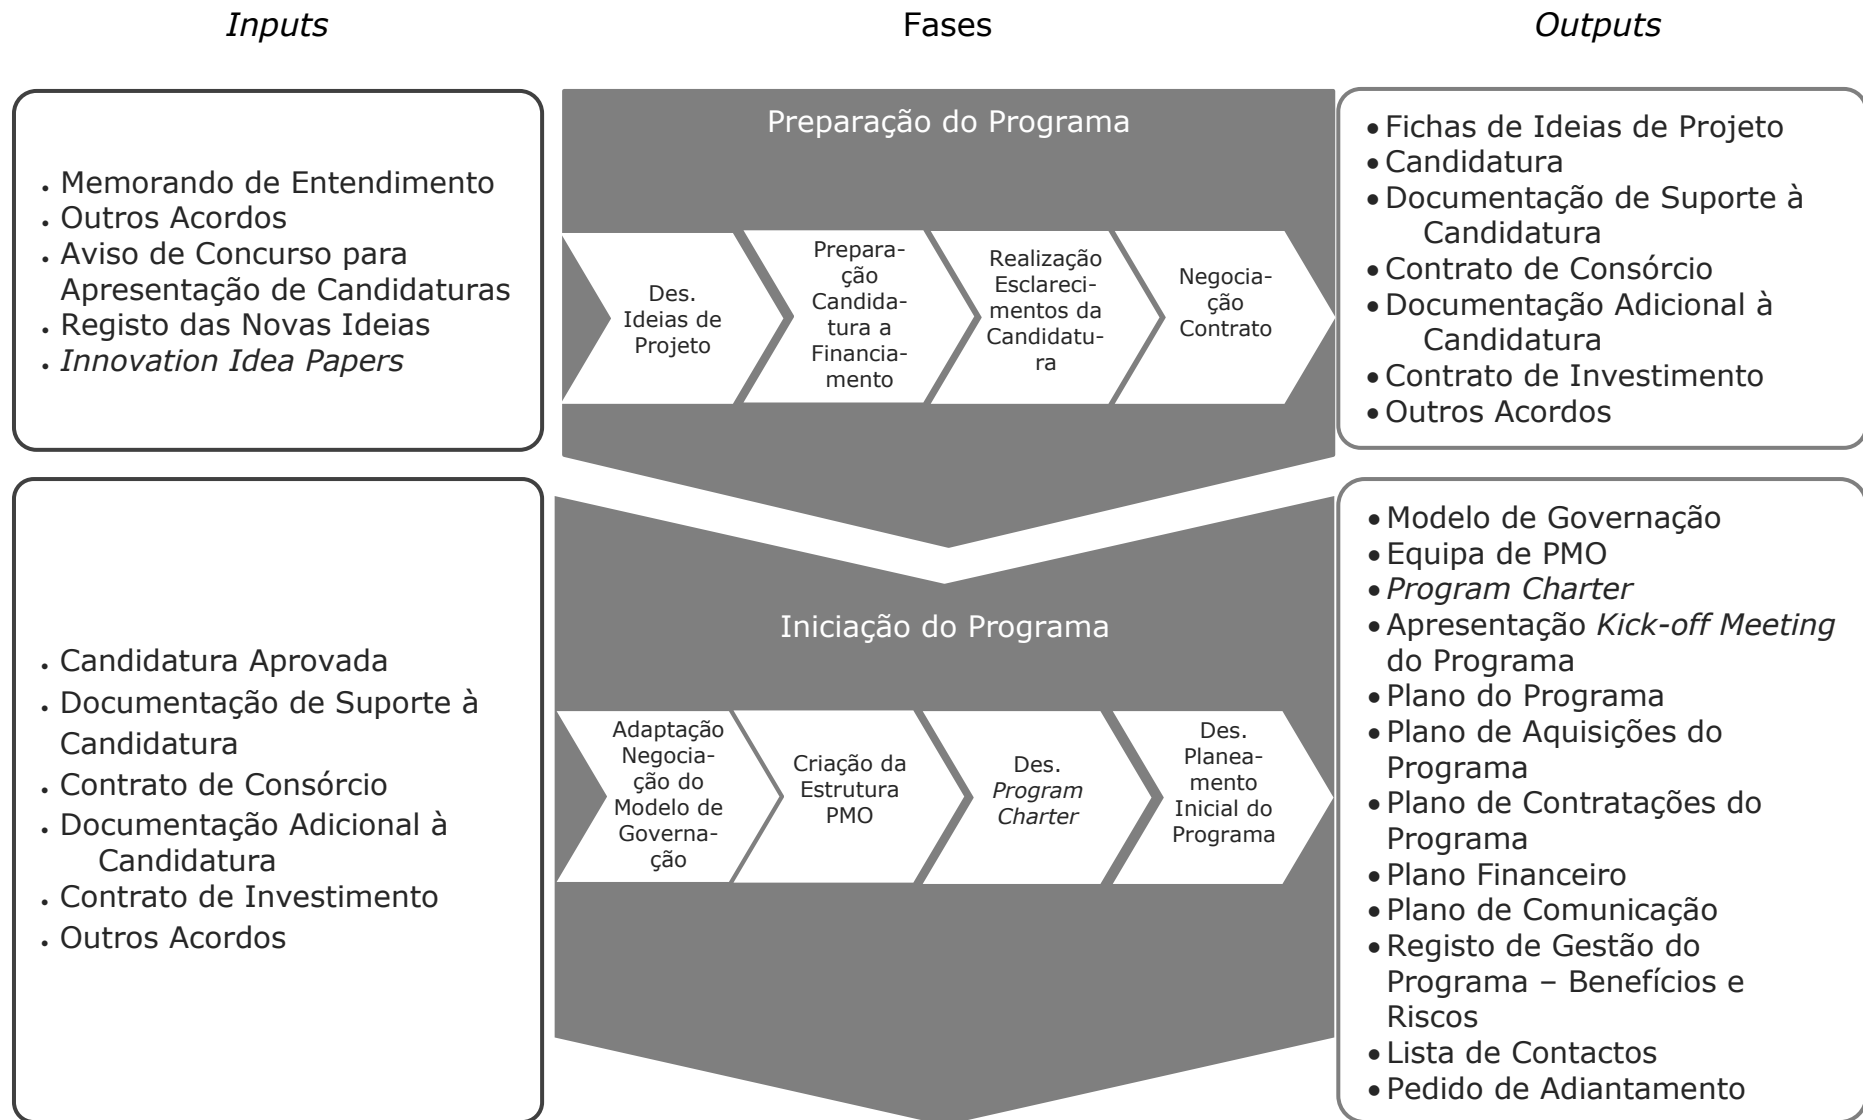 Inputs
Fases
Outputs
• Memorando de Entendimento
• Outros Acordos
• Aviso de Concurso para
Apresentação de Candidaturas
• Registo das Novas Ideias
• Innovation Idea Papers
Preparação do Programa
Des.
Ideias de
Projeto
Prepara-
ção
Candida-
tura a
Financia-
mento
Realização
Esclareci-
mentos da
Candidatu-
ra
Negocia-
ção
Contrato
• Fichas de Ideias de Projeto
• Candidatura
• Documentação de Suporte à
Candidatura
• Contrato de Consórcio
• Documentação Adicional à
Candidatura
• Contrato de Investimento
• Outros Acordos
• Candidatura Aprovada
• Documentação de Suporte à
Candidatura
• Contrato de Consórcio
• Documentação Adicional à
Candidatura
• Contrato de Investimento
• Outros Acordos
Iniciação do Programa
Adaptação
Negocia-
ção do
Modelo de
Governa-
ção
Criação da
Estrutura
PMO
Des.
Program
Charter
Des.
Planea-
mento
Inicial do
Programa
• Modelo de Governação
• Equipa de PMO
• Program Charter
• Apresentação Kick-off Meeting
do Programa
• Plano do Programa
• Plano de Aquisições do
Programa
• Plano de Contratações do
Programa
• Plano Financeiro
• Plano de Comunicação
• Registo de Gestão do
Programa – Benefícios e
Riscos
• Lista de Contactos
• Pedido de Adiantamento